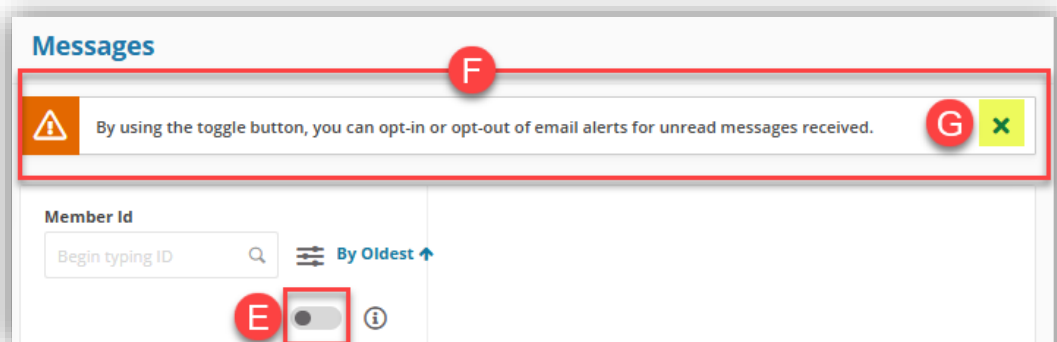 Messages
F
By using the toggle button, you can opt-in or opt-out of email alerts for unread messages received.
G
Member Id
Begin typing ID
By Oldest
E